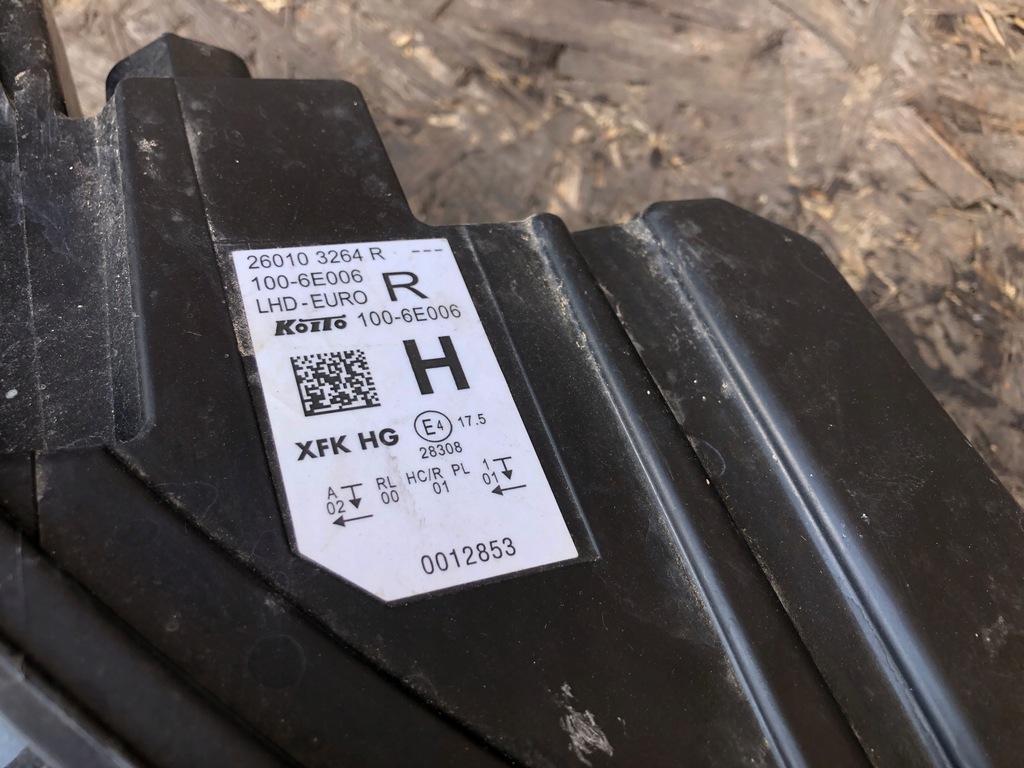 26010 3264 R ---
100-6E006 R
LHD-EURO
KOITO 100-6E006
H
XFK HG E4 17.5
28308
A RL HC/R PL 1
02 00 01 01
0012853